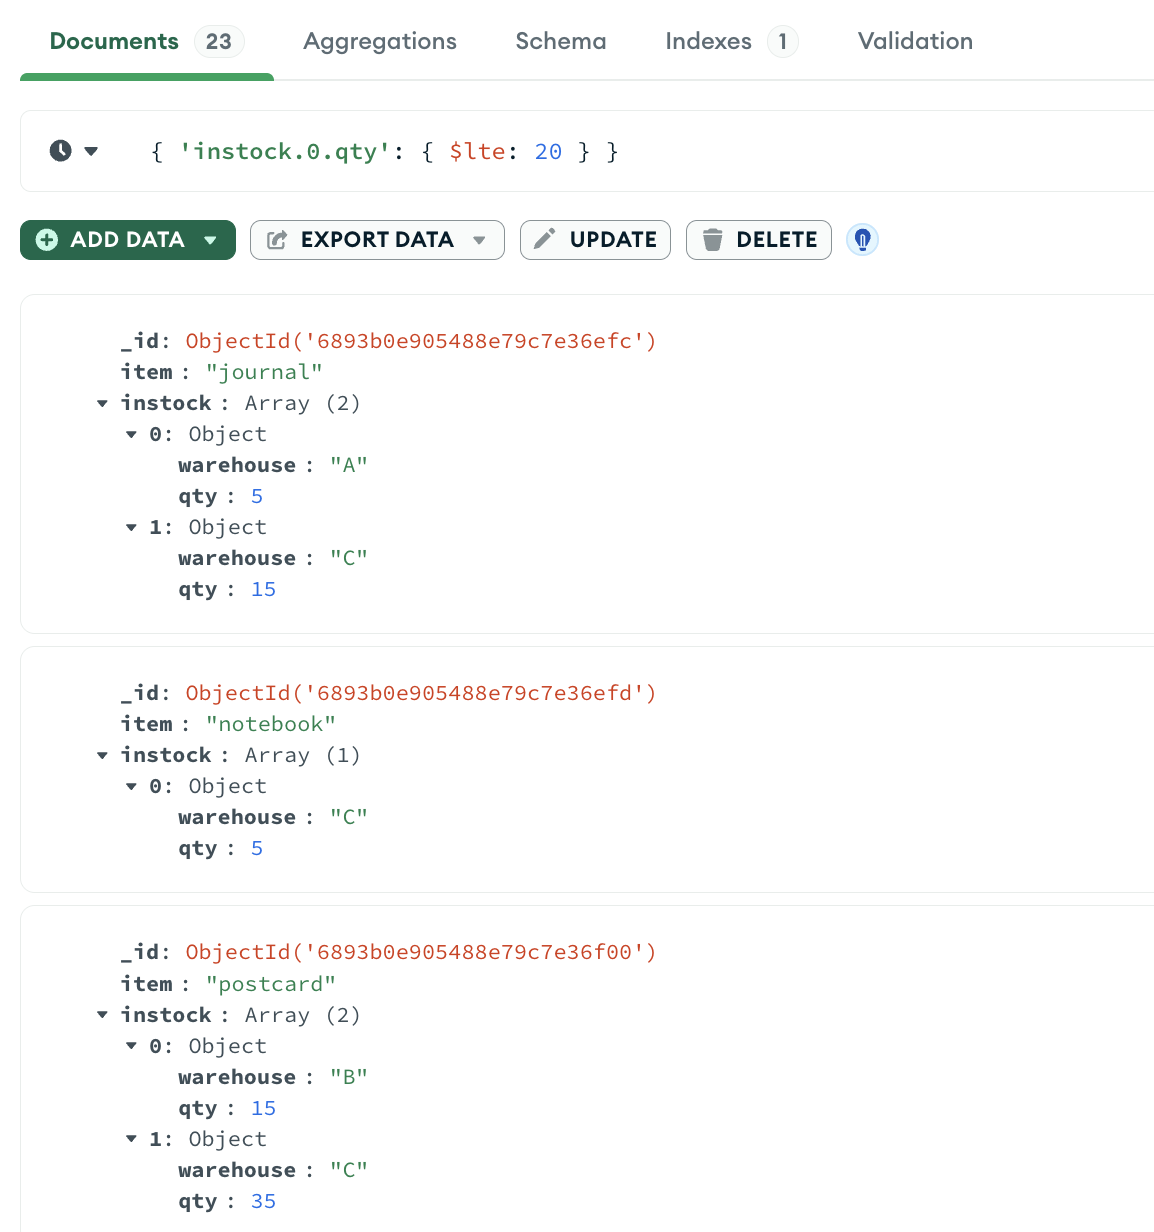 Documents 23 Aggregations Schema Indexes 1 Validation
{ 'instock.0.qty': { $lte: 20 } }
ADD DATA EXPORT DATA UPDATE DELETE
_id: ObjectId('6893b0e905488e79c7e36efc')
item : "journal"
instock : Array (2)
0: Object
warehouse : "A"
qty : 5
1: Object
warehouse : "C"
qty : 15
_id: ObjectId('6893b0e905488e79c7e36efd')
item : "notebook"
instock : Array (1)
0: Object
warehouse : "C"
qty : 5
_id: ObjectId('6893b0e905488e79c7e36f00')
item : "postcard"
instock : Array (2)
0: Object
warehouse : "B"
qty : 15
1: Object
warehouse : "C"
qty : 35